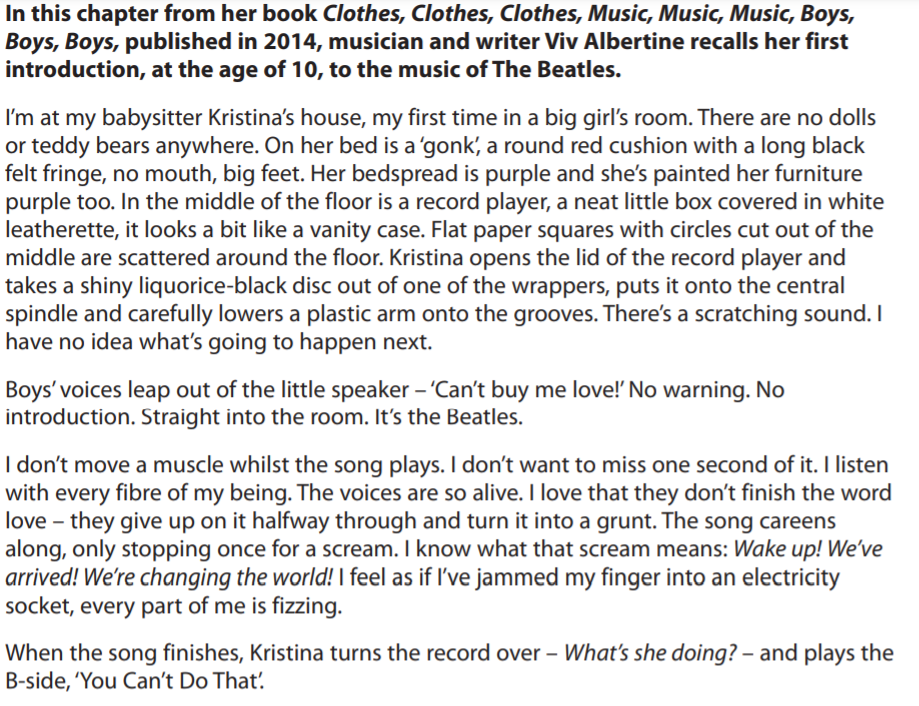 In this chapter from her book Clothes, Clothes, Clothes, Music, Music, Music, Boys,
Boys, Boys, published in 2014, musician and writer Viv Albertine recalls her first
introduction, at the age of 10, to the music of The Beatles.
I'm at my babysitter Kristina's house, my first time in a big girl's room. There are no dolls
or teddy bears anywhere. On her bed is a 'gonk', a round red cushion with a long black
felt fringe, no mouth, big feet. Her bedspread is purple and she's painted her furniture
purple too. In the middle of the floor is a record player, a neat little box covered in white
leatherette, it looks a bit like a vanity case. Flat paper squares with circles cut out of the
middle are scattered around the floor. Kristina opens the lid of the record player and
takes a shiny liquorice-black disc out of one of the wrappers, puts it onto the central
spindle and carefully lowers a plastic arm onto the grooves. There's a scratching sound. I
have no idea what's going to happen next.
Boys' voices leap out of the little speaker – 'Can't buy me love!' No warning. No
introduction. Straight into the room. It's the Beatles.
I don't move a muscle whilst the song plays. I don't want to miss one second of it. I listen
with every fibre of my being. The voices are so alive. I love that they don't finish the word
love – they give up on it halfway through and turn it into a grunt. The song careens
along, only stopping once for a scream. I know what that scream means: Wake up! We've
arrived! We're changing the world! I feel as if I've jammed my finger into an electricity
socket, every part of me is fizzing.
When the song finishes, Kristina turns the record over – What's she doing? – and plays the
B-side, 'You Can't Do That'.